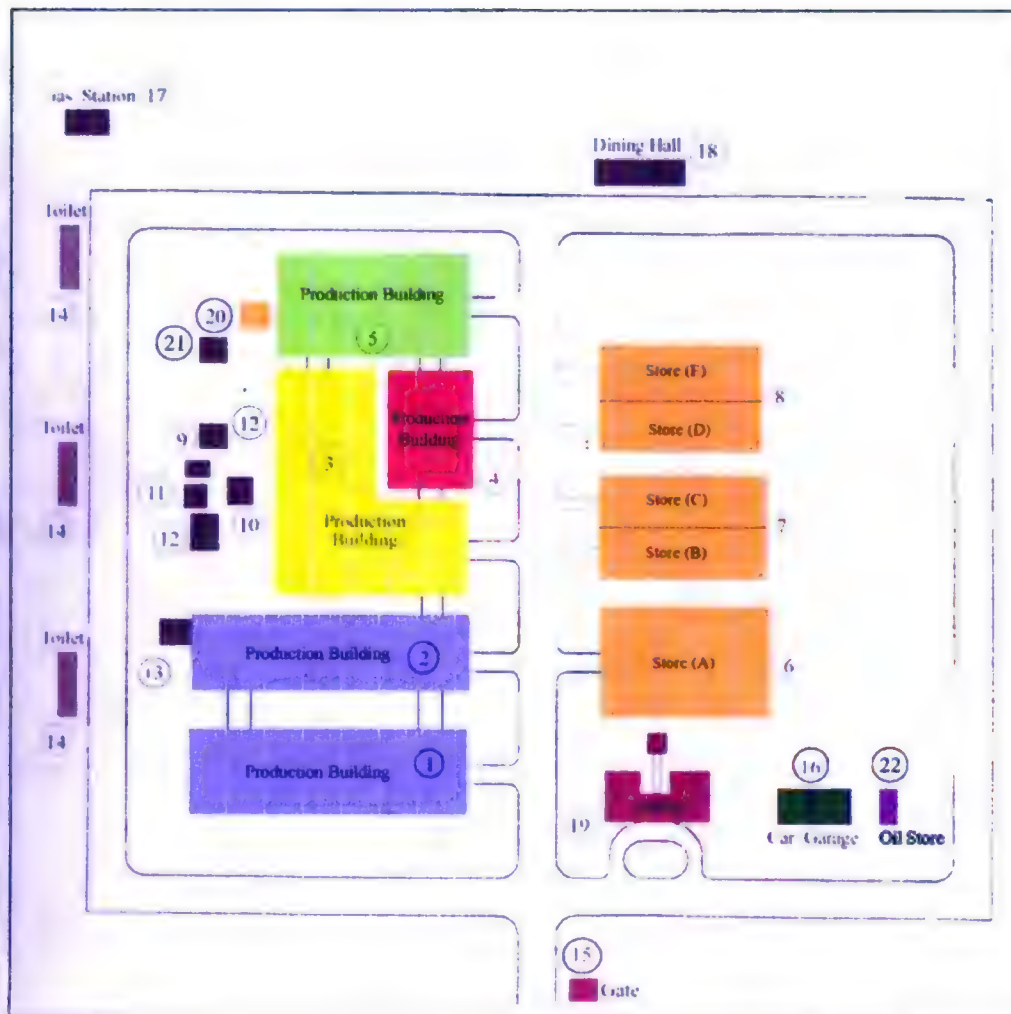 Station 17
Dining Hall 18
Toilet
14
Production Building
5
20
21
Store (F)
8
Store (D)
Toilet
14
9
12
11
10
12
3
Production
Building
4
Production
Building
Store (C)
7
Store (B)
Toilet
14
13
Production Building
2
Store (A)
6
Production Building
1
19
16
Car Garage
22
Oil Store
15
Gate